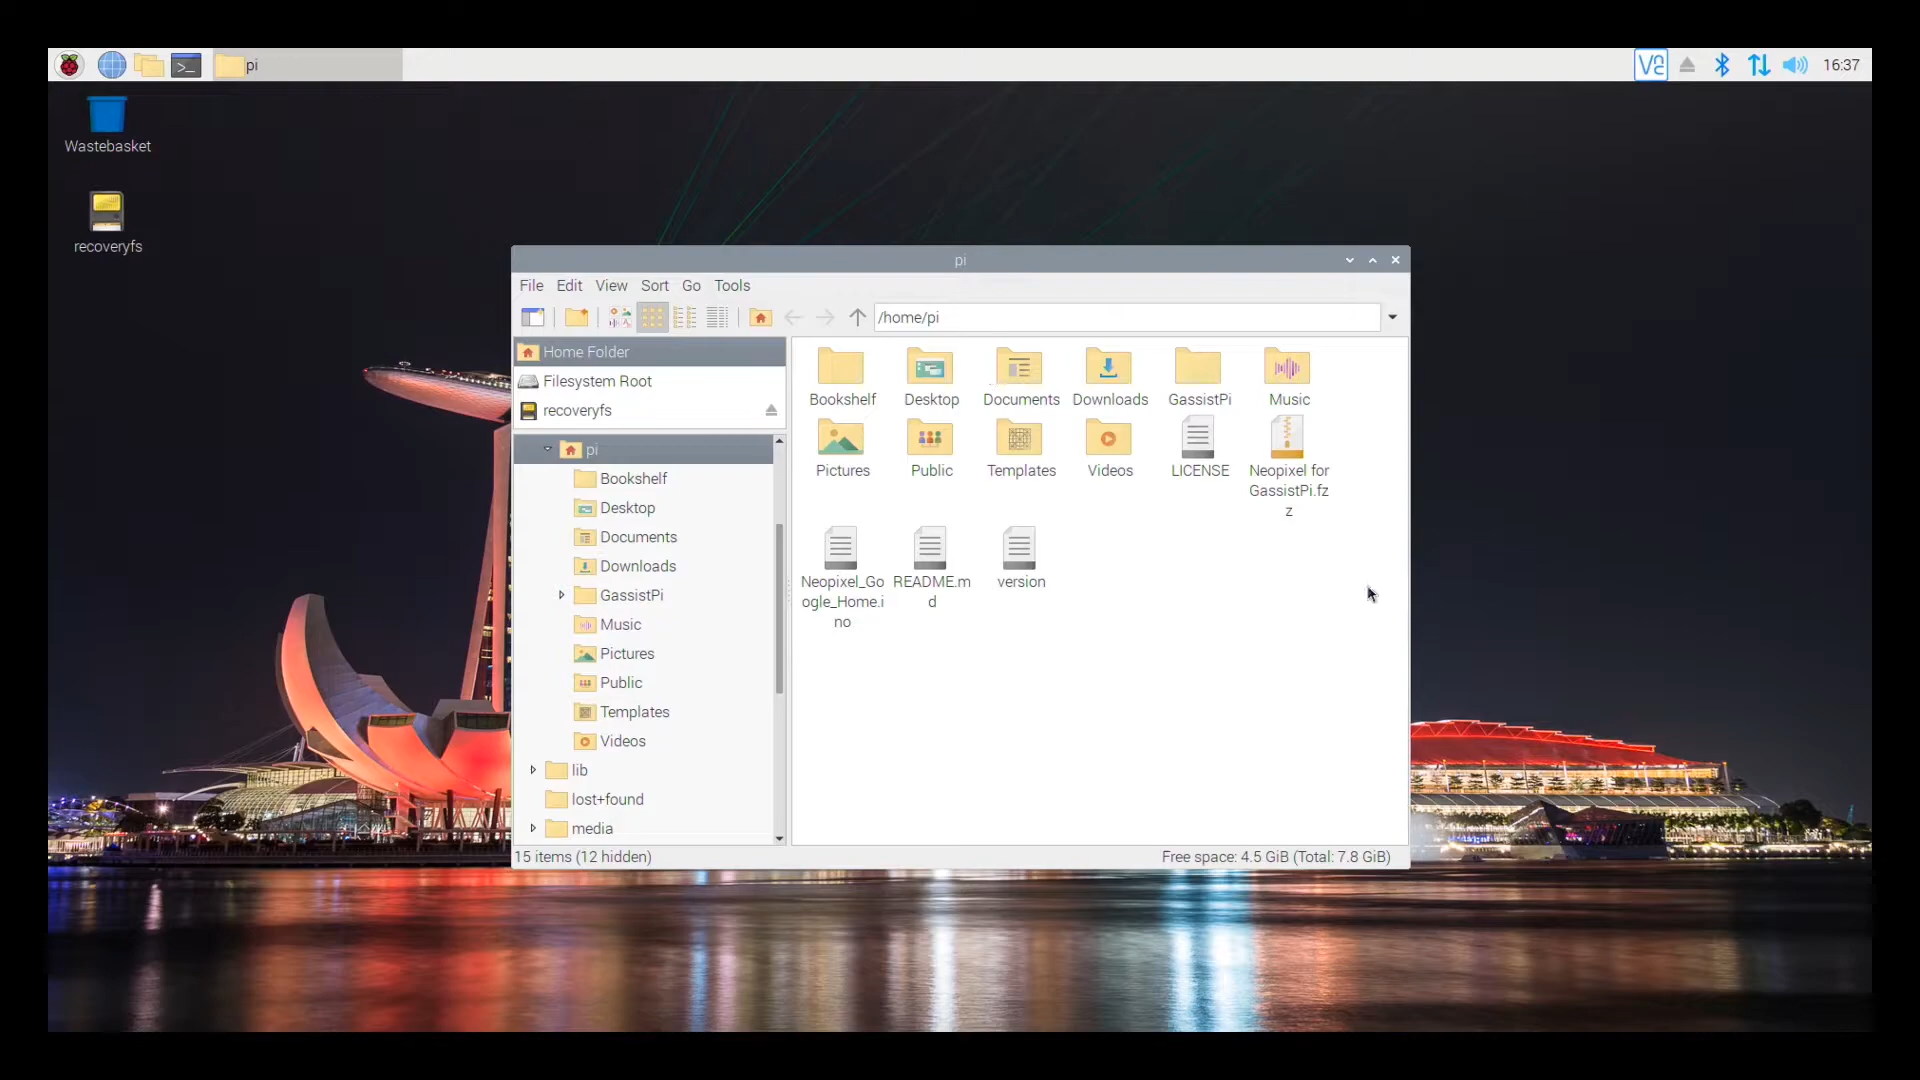 pi
VNC
16:37
Wastebasket
recoveryfs
pi
File Edit View Sort Go Tools
/home/pi
Home Folder
Filesystem Root
recoveryfs
pi
Bookshelf
Desktop
Documents
Downloads
GassistPi
Music
Pictures
Public
Templates
Videos
lib
lost+found
media
Bookshelf
Desktop
Documents
Downloads
GassistPi
Music
Pictures
Public
Templates
Videos
LICENSE
Neopixel for
GassistPi.fz
z
Neopixel_Go
ogle_Home.i
no
README.m
d
version
15 items (12 hidden)
Free space: 4.5 GiB (Total: 7.8 GiB)